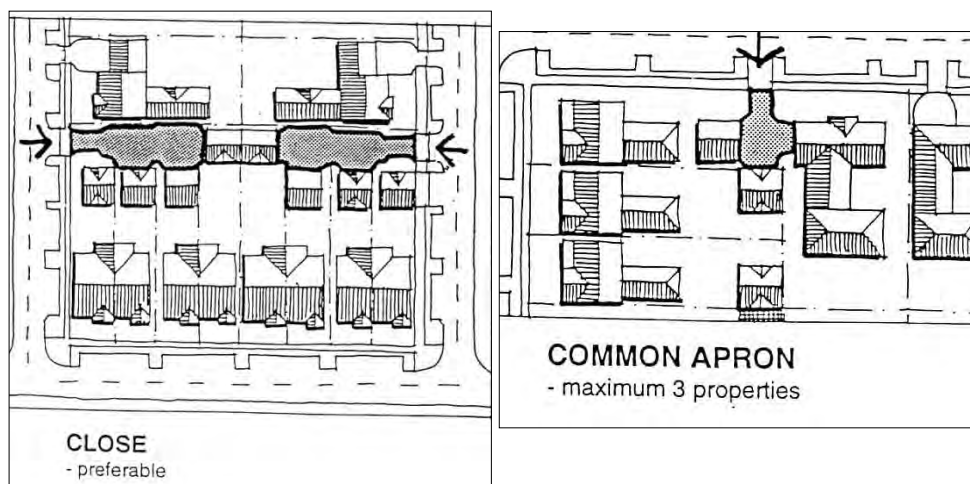 CLOSE
- preferable
COMMON APRON
- maximum 3 properties